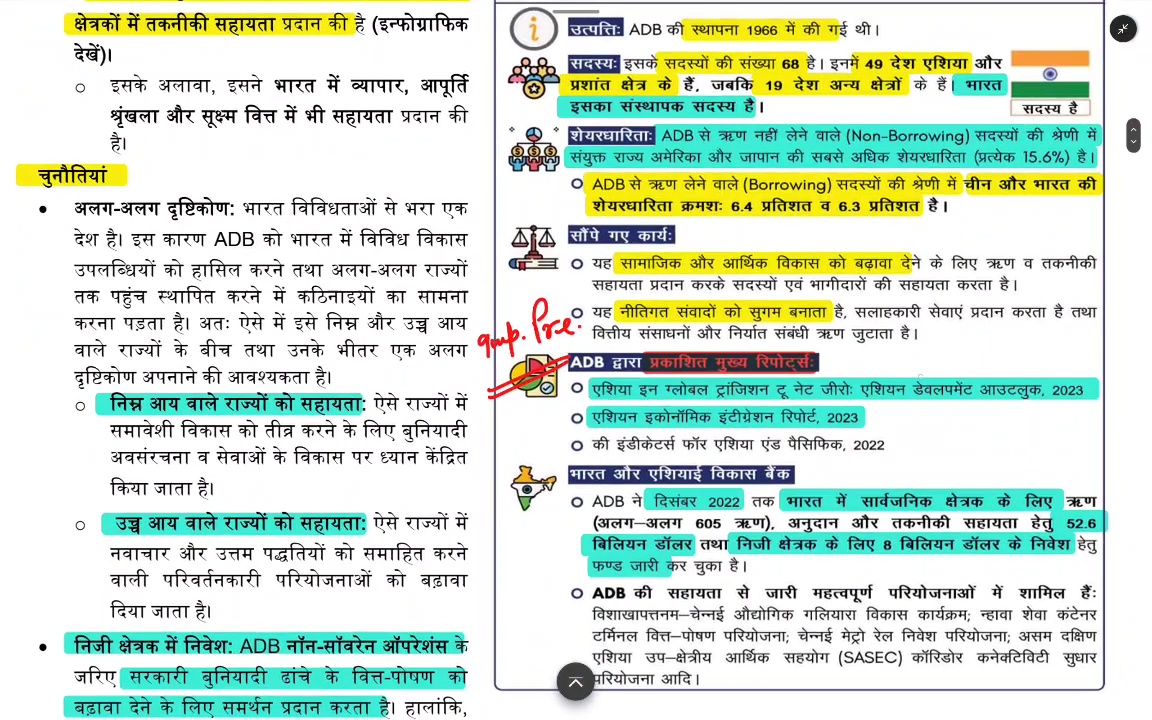 क्षेत्रकों में तकनीकी सहायता प्रदान की है (इन्फोग्राफिक
देखें)।
○ इसके अलावा, इसने भारत में व्यापार, आपूर्ति
श्रृंखला और सूक्ष्म वित्त में भी सहायता प्रदान की
है।
चुनौतियां
• अलग-अलग दृष्टिकोण: भारत विविधताओं से भरा एक
देश है। इस कारण ADB को भारत में विविध विकास
उपलब्धियों को हासिल करने तथा अलग-अलग राज्यों
तक पहुंच स्थापित करने में कठिनाइयों का सामना
करना पड़ता है। अतः ऐसे में इसे निम्न और उच्च आय
वाले राज्यों के बीच तथा उनके भीतर एक अलग
दृष्टिकोण अपनाने की आवश्यकता है।
○ निम्न आय वाले राज्यों को सहायता: ऐसे राज्यों में
समावेशी विकास को तीव्र करने के लिए बुनियादी
अवसंरचना व सेवाओं के विकास पर ध्यान केंद्रित
किया जाता है।
○ उच्च आय वाले राज्यों को सहायता: ऐसे राज्यों में
नवाचार और उत्तम पद्धतियों को समाहित करने
वाली परिवर्तनकारी परियोजनाओं को बढ़ावा
दिया जाता है।
• निजी क्षेत्रक में निवेश: ADB नॉन-सॉवरेन ऑपरेशंस के
जरिए सरकारी बुनियादी ढांचे के वित्त-पोषण को
बढ़ावा देने के लिए समर्थन प्रदान करता है। हालांकि,
उत्पत्ति: ADB की स्थापना 1966 में की गई थी।
सदस्य: इसके सदस्यों की संख्या 68 है। इनमें 49 देश एशिया और
प्रशांत क्षेत्र के हैं, जबकि 19 देश अन्य क्षेत्रों के हैं। भारत
इसका संस्थापक सदस्य है।
सदस्य है
शेयरधारिता: ADB से ऋण नहीं लेने वाले (Non-Borrowing) सदस्यों की श्रेणी में
संयुक्त राज्य अमेरिका और जापान की सबसे अधिक शेयरधारिता (प्रत्येक 15.6%) है।
○ ADB से ऋण लेने वाले (Borrowing) सदस्यों की श्रेणी में चीन और भारत की
शेयरधारिता क्रमशः 6.4 प्रतिशत व 6.3 प्रतिशत है।
सौंपे गए कार्य:
○ यह सामाजिक और आर्थिक विकास को बढ़ावा देने के लिए ऋण व तकनीकी
सहायता प्रदान करके सदस्यों एवं भागीदारों की सहायता करता है।
○ यह नीतिगत संवादों को सुगम बनाता है, सलाहकारी सेवाएं प्रदान करता है तथा
वित्तीय संसाधनों और निर्यात संबंधी ऋण जुटाता है।
Imp. Pre.
ADB द्वारा प्रकाशित मुख्य रिपोर्ट्स:
○ एशिया इन ग्लोबल ट्रांजिशन टू नेट जीरो: एशियन डेवलपमेंट आउटलुक, 2023
○ एशियन इकोनॉमिक इंटीग्रेशन रिपोर्ट, 2023
○ की इंडीकेटर्स फॉर एशिया एंड पैसिफिक, 2022
भारत और एशियाई विकास बैंक
○ ADB ने दिसंबर 2022 तक भारत में सार्वजनिक क्षेत्रक के लिए ऋण
(अलग–अलग 605 ऋण), अनुदान और तकनीकी सहायता हेतु 52.6
बिलियन डॉलर तथा निजी क्षेत्रक के लिए 8 बिलियन डॉलर के निवेश हेतु
फण्ड जारी कर चुका है।
○ ADB की सहायता से जारी महत्वपूर्ण परियोजनाओं में शामिल हैं:
विशाखापत्तनम–चेन्नई औद्योगिक गलियारा विकास कार्यक्रम; न्हावा शेवा कंटेनर
टर्मिनल वित्त–पोषण परियोजना; चेन्नई मेट्रो रेल निवेश परियोजना; असम दक्षिण
एशिया उप–क्षेत्रीय आर्थिक सहयोग (SASEC) कॉरिडोर कनेक्टिविटी सुधार
परियोजना आदि।